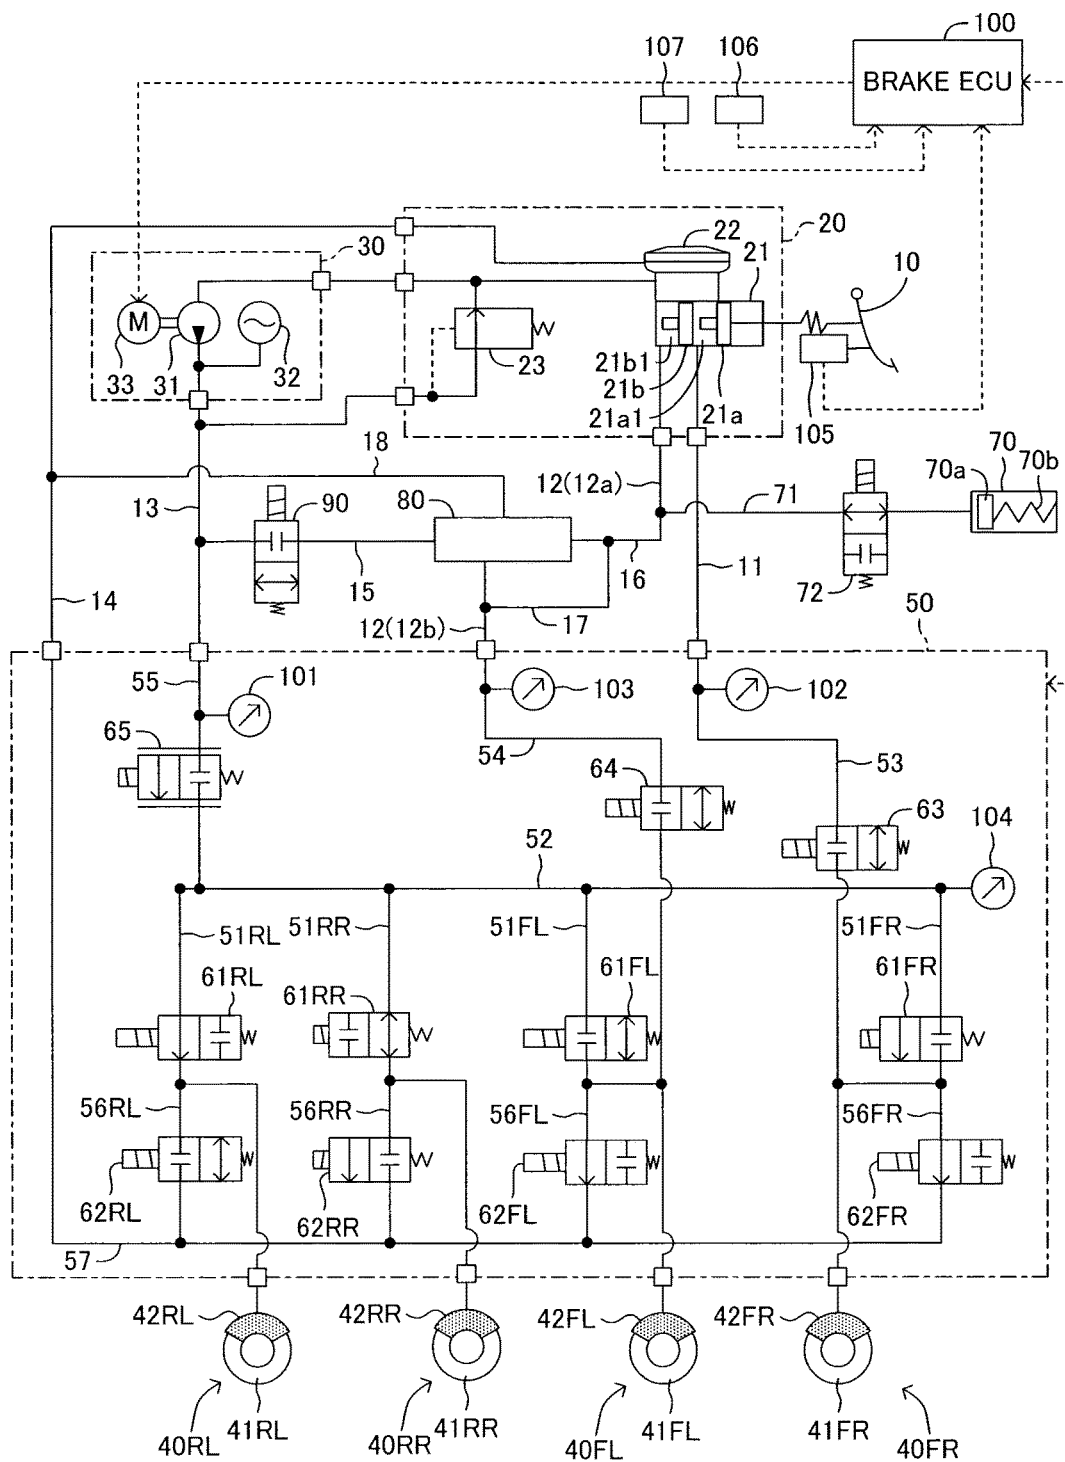 100
107 106
BRAKE ECU
20
30
22
21
10
M
33 31 32
23
21b1
21b
21a1
21a
105
18
12(12a)
70
70a
70b
71
13
90
80
16
11
15
72
14
17
12(12b)
50
55
101
103
102
65
54
64
53
63
104
52
51RL 51RR 51FL 51FR
61RL 61RR 61FL 61FR
56RL 56RR 56FL 56FR
62RL 62RR 62FL 62FR
57
42RL 42RR 42FL 42FR
41RL 41RR 41FL 41FR
40RL 40RR 40FL 40FR